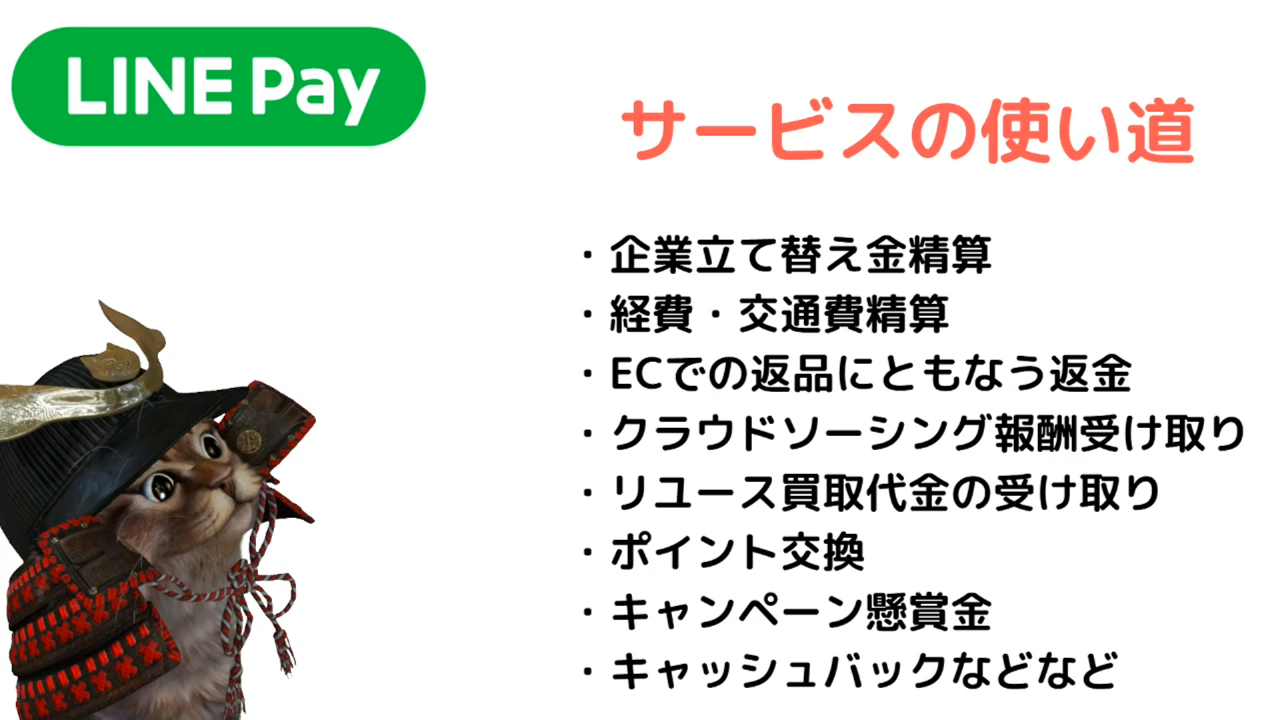 LINE Pay
サービスの使い道
・企業立て替え金精算
・経費・交通費精算
・ECでの返品にともなう返金
・クラウドソーシング報酬受け取り
・リユース買取代金の受け取り
・ポイント交換
・キャンペーン懸賞金
・キャッシュバックなどなど